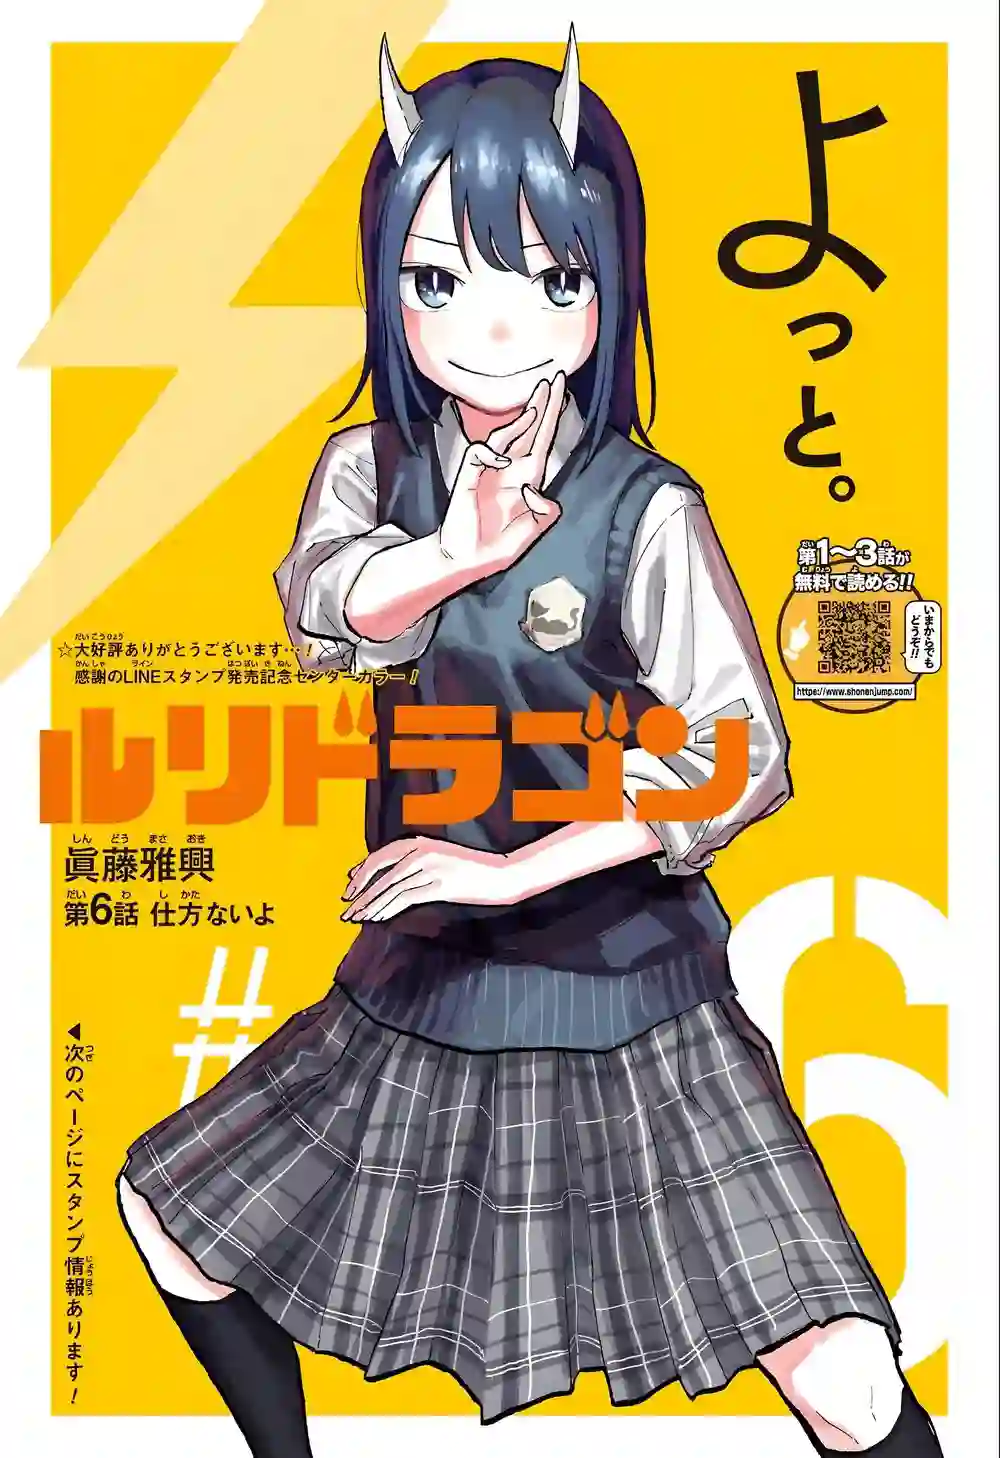 よっと。
第1〜3話が
無料で読める!!
いまからでも
どうぞ!!
https://www.shonenjump.com/
☆大好評ありがとうございます…！
感謝のLINEスタンプ発売記念センターカラー！
ルリドラゴン
眞藤雅興
第6話 仕方ないよ
#6
◀次のページにスタンプ情報あります！